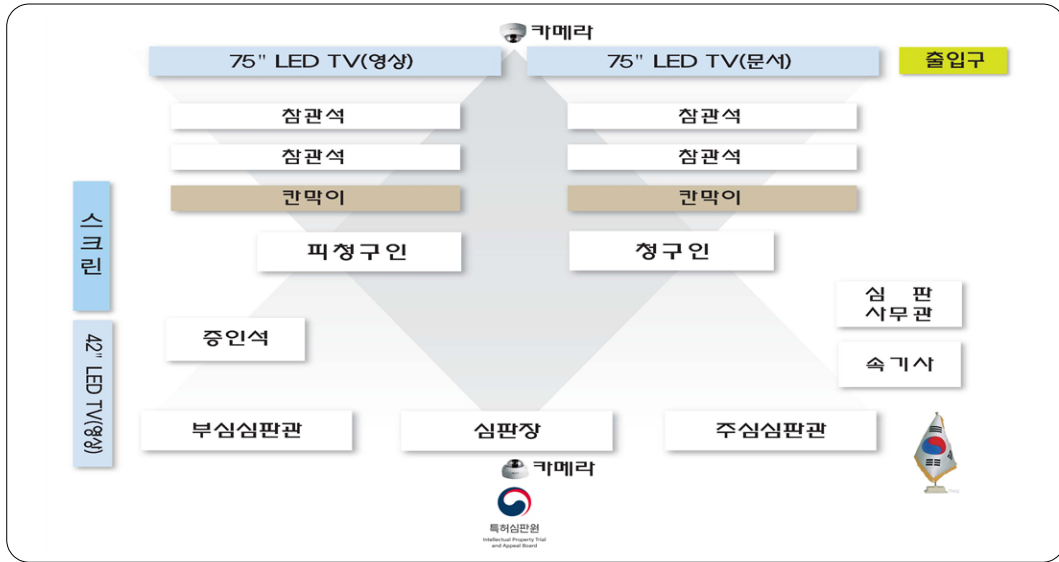 카메라
75" LED TV(영상)
75" LED TV(문서)
출입구
참관석
참관석
참관석
참관석
칸막이
칸막이
스크린
피청구인
청구인
심 판
사무관
증인석
속기사
42" LED TV(영상)
부심심판관
심판장
주심심판관
카메라
특허심판원
Intellectual Property Trial
and Appeal Board